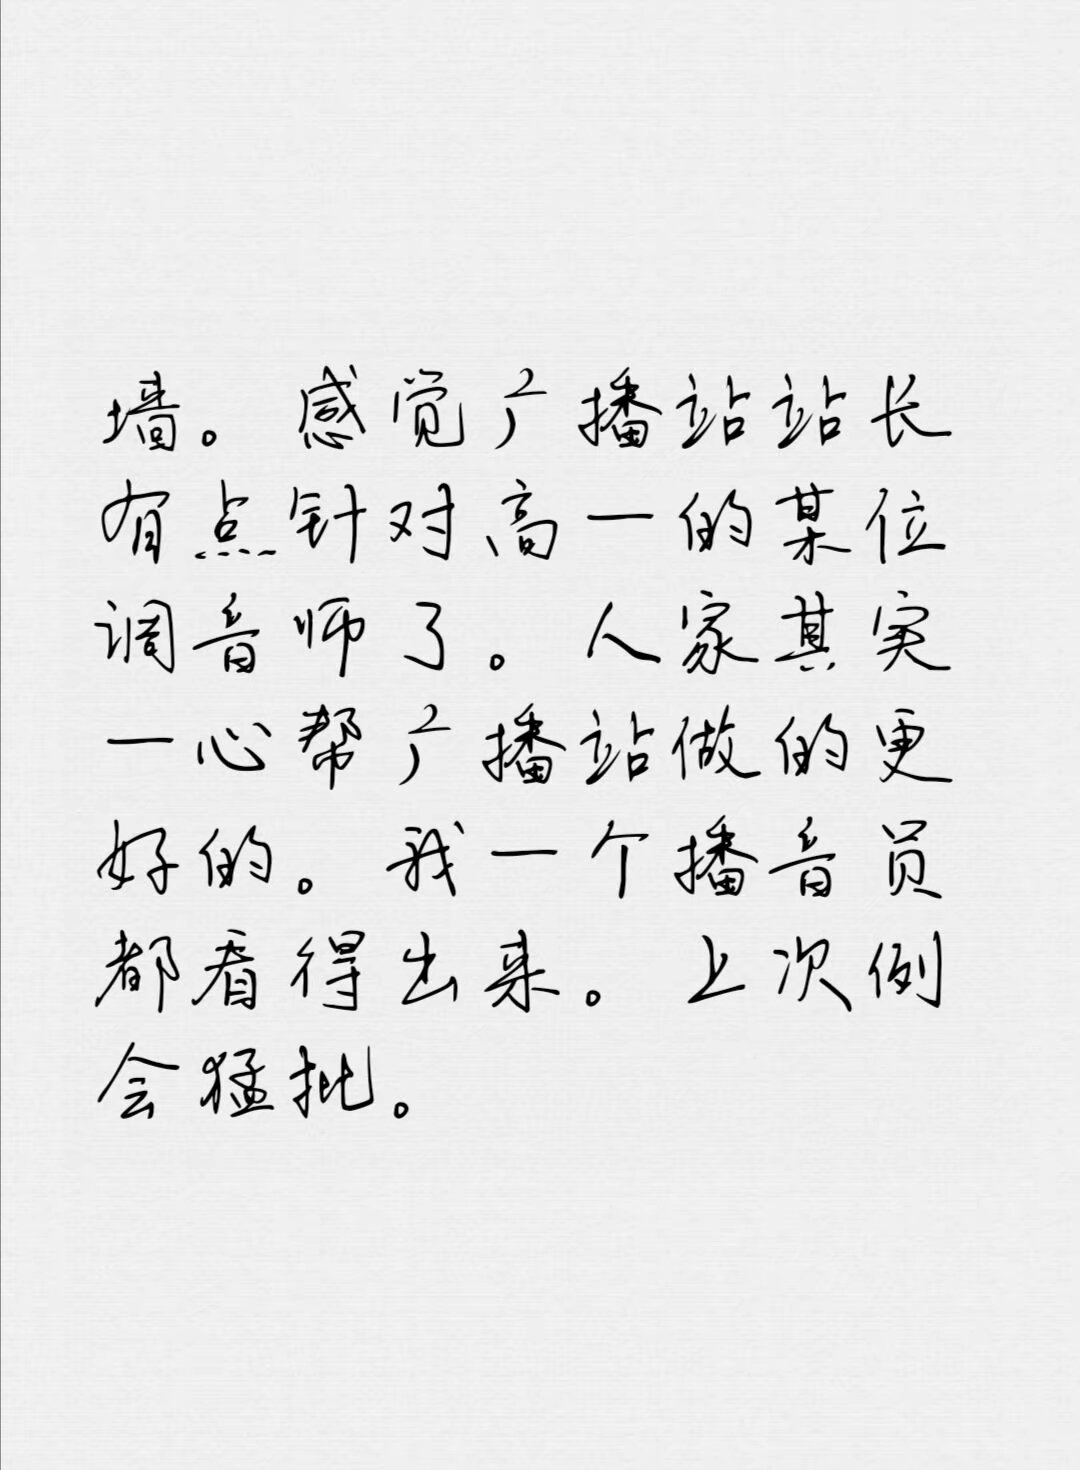 墙。感觉广播站站长
有点针对高一的某位
调音师了。人家其实
一心帮广播站做的更
好的。我一个播音员
都看得出来。上次例
会猛批。